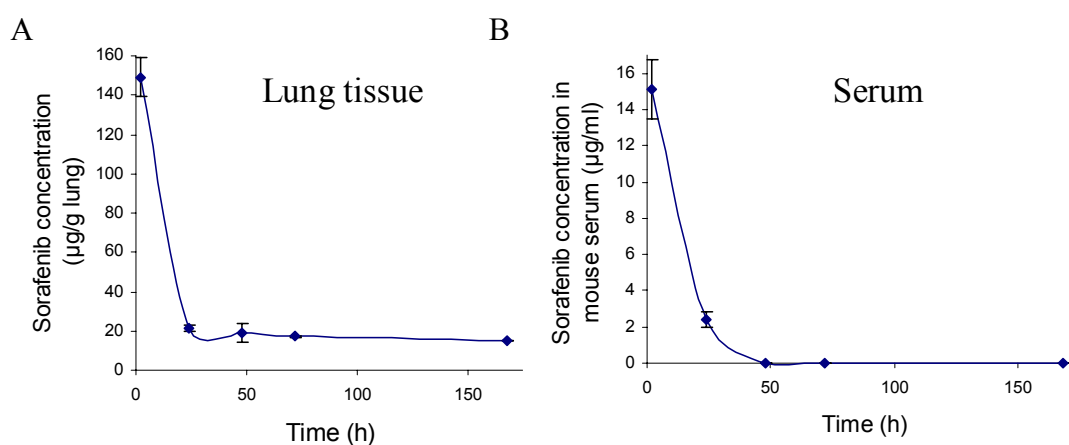 A
Lung tissue
Sorafenib concentration
(µg/g lung)
160
140
120
100
80
60
40
20
0
0
50
100
150
Time (h)
B
Serum
Sorafenib concentration in
mouse serum (µg/ml)
16
14
12
10
8
6
4
2
0
0
50
100
150
Time (h)